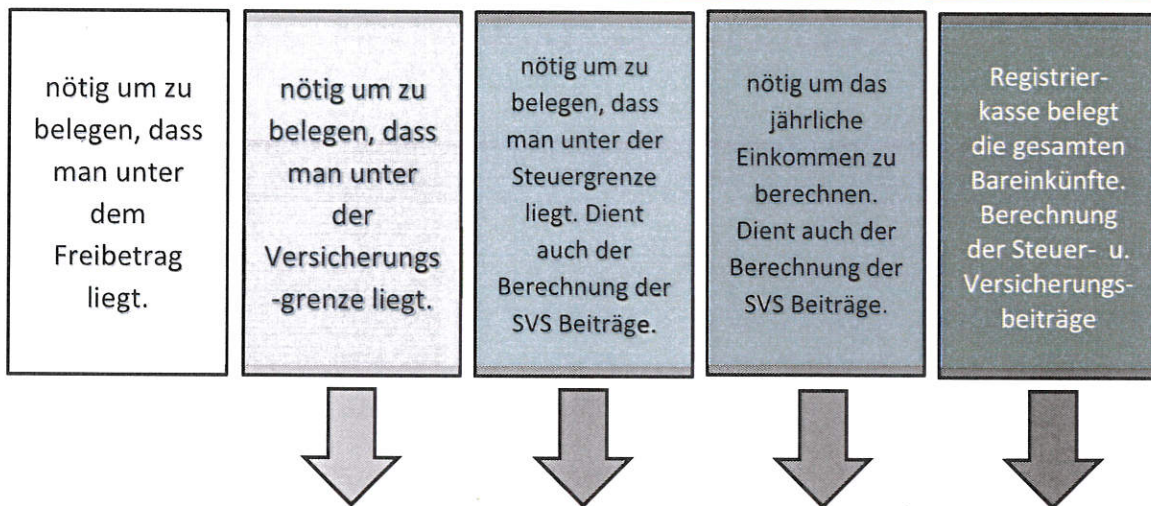 nötig um zu
belegen, dass
man unter
dem
Freibetrag
liegt.
nötig um zu
belegen, dass
man unter
der
Versicherungs
-grenze liegt.
nötig um zu
belegen, dass
man unter der
Steuergrenze
liegt. Dient
auch der
Berechnung der
SVS Beiträge.
nötig um das
jährliche
Einkommen zu
berechnen.
Dient auch der
Berechnung der
SVS Beiträge.
Registrier-
kasse belegt
die gesamten
Bareinkünfte.
Berechnung
der Steuer- u.
Versicherungs-
beiträge